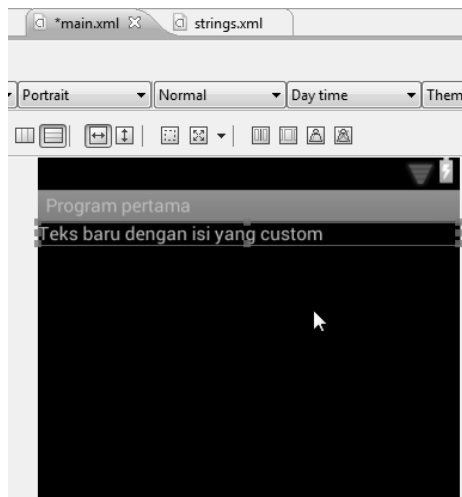 *main.xml strings.xml
Portrait Normal Day time Them
Program pertama
Teks baru dengan isi yang custom